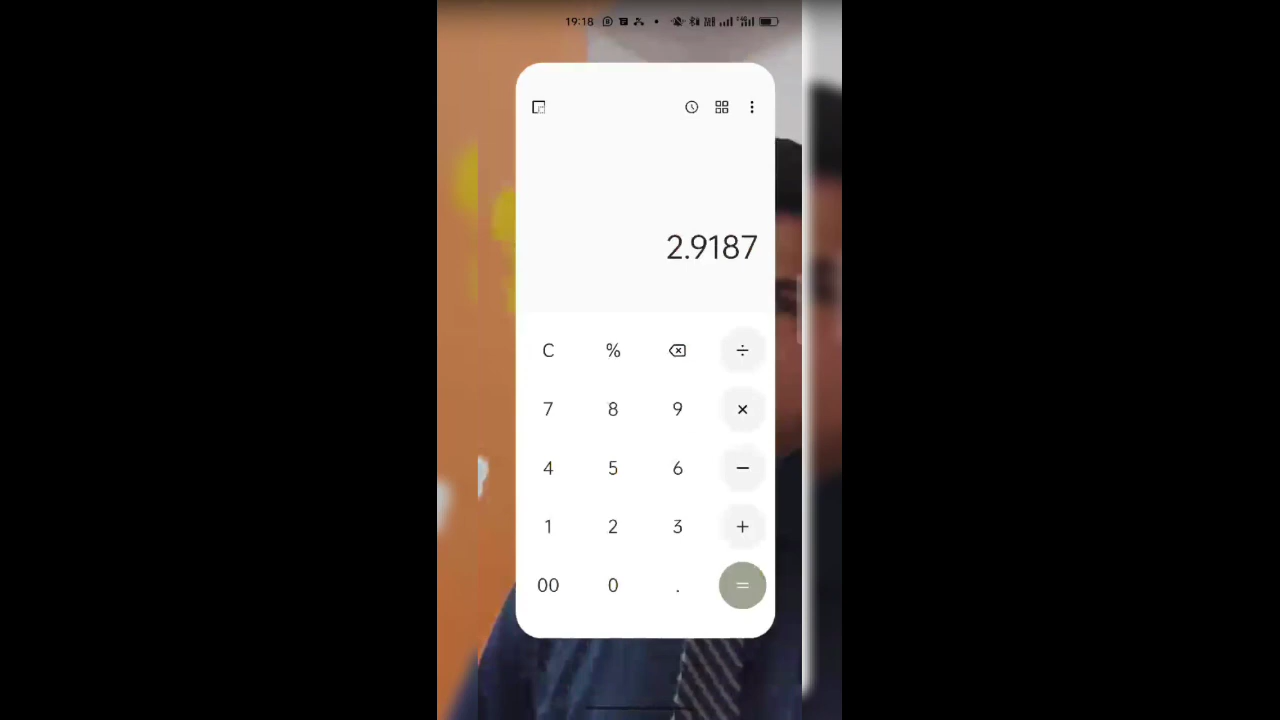 19:18
2.9187
C % ÷
7 8 9 ×
4 5 6 −
1 2 3 +
00 0 . =